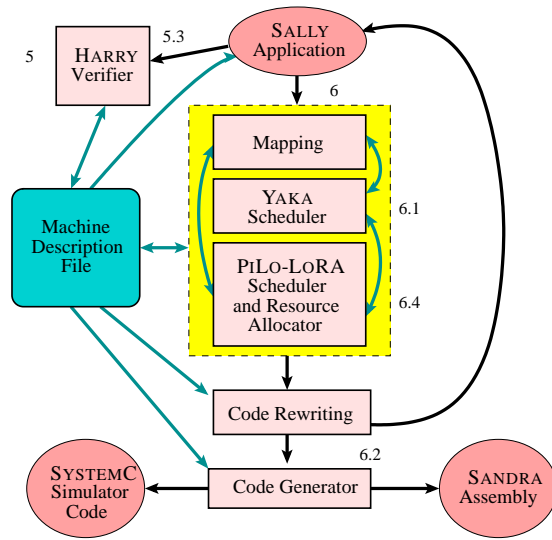 5
5.3
HARRY
Verifier
SALLY
Application
6
Mapping
YAKA
Scheduler
6.1
Machine
Description
File
PILO-LORA
Scheduler
and Resource
Allocator
6.4
Code Rewriting
6.2
SYSTEMC
Simulator
Code
Code Generator
SANDRA
Assembly